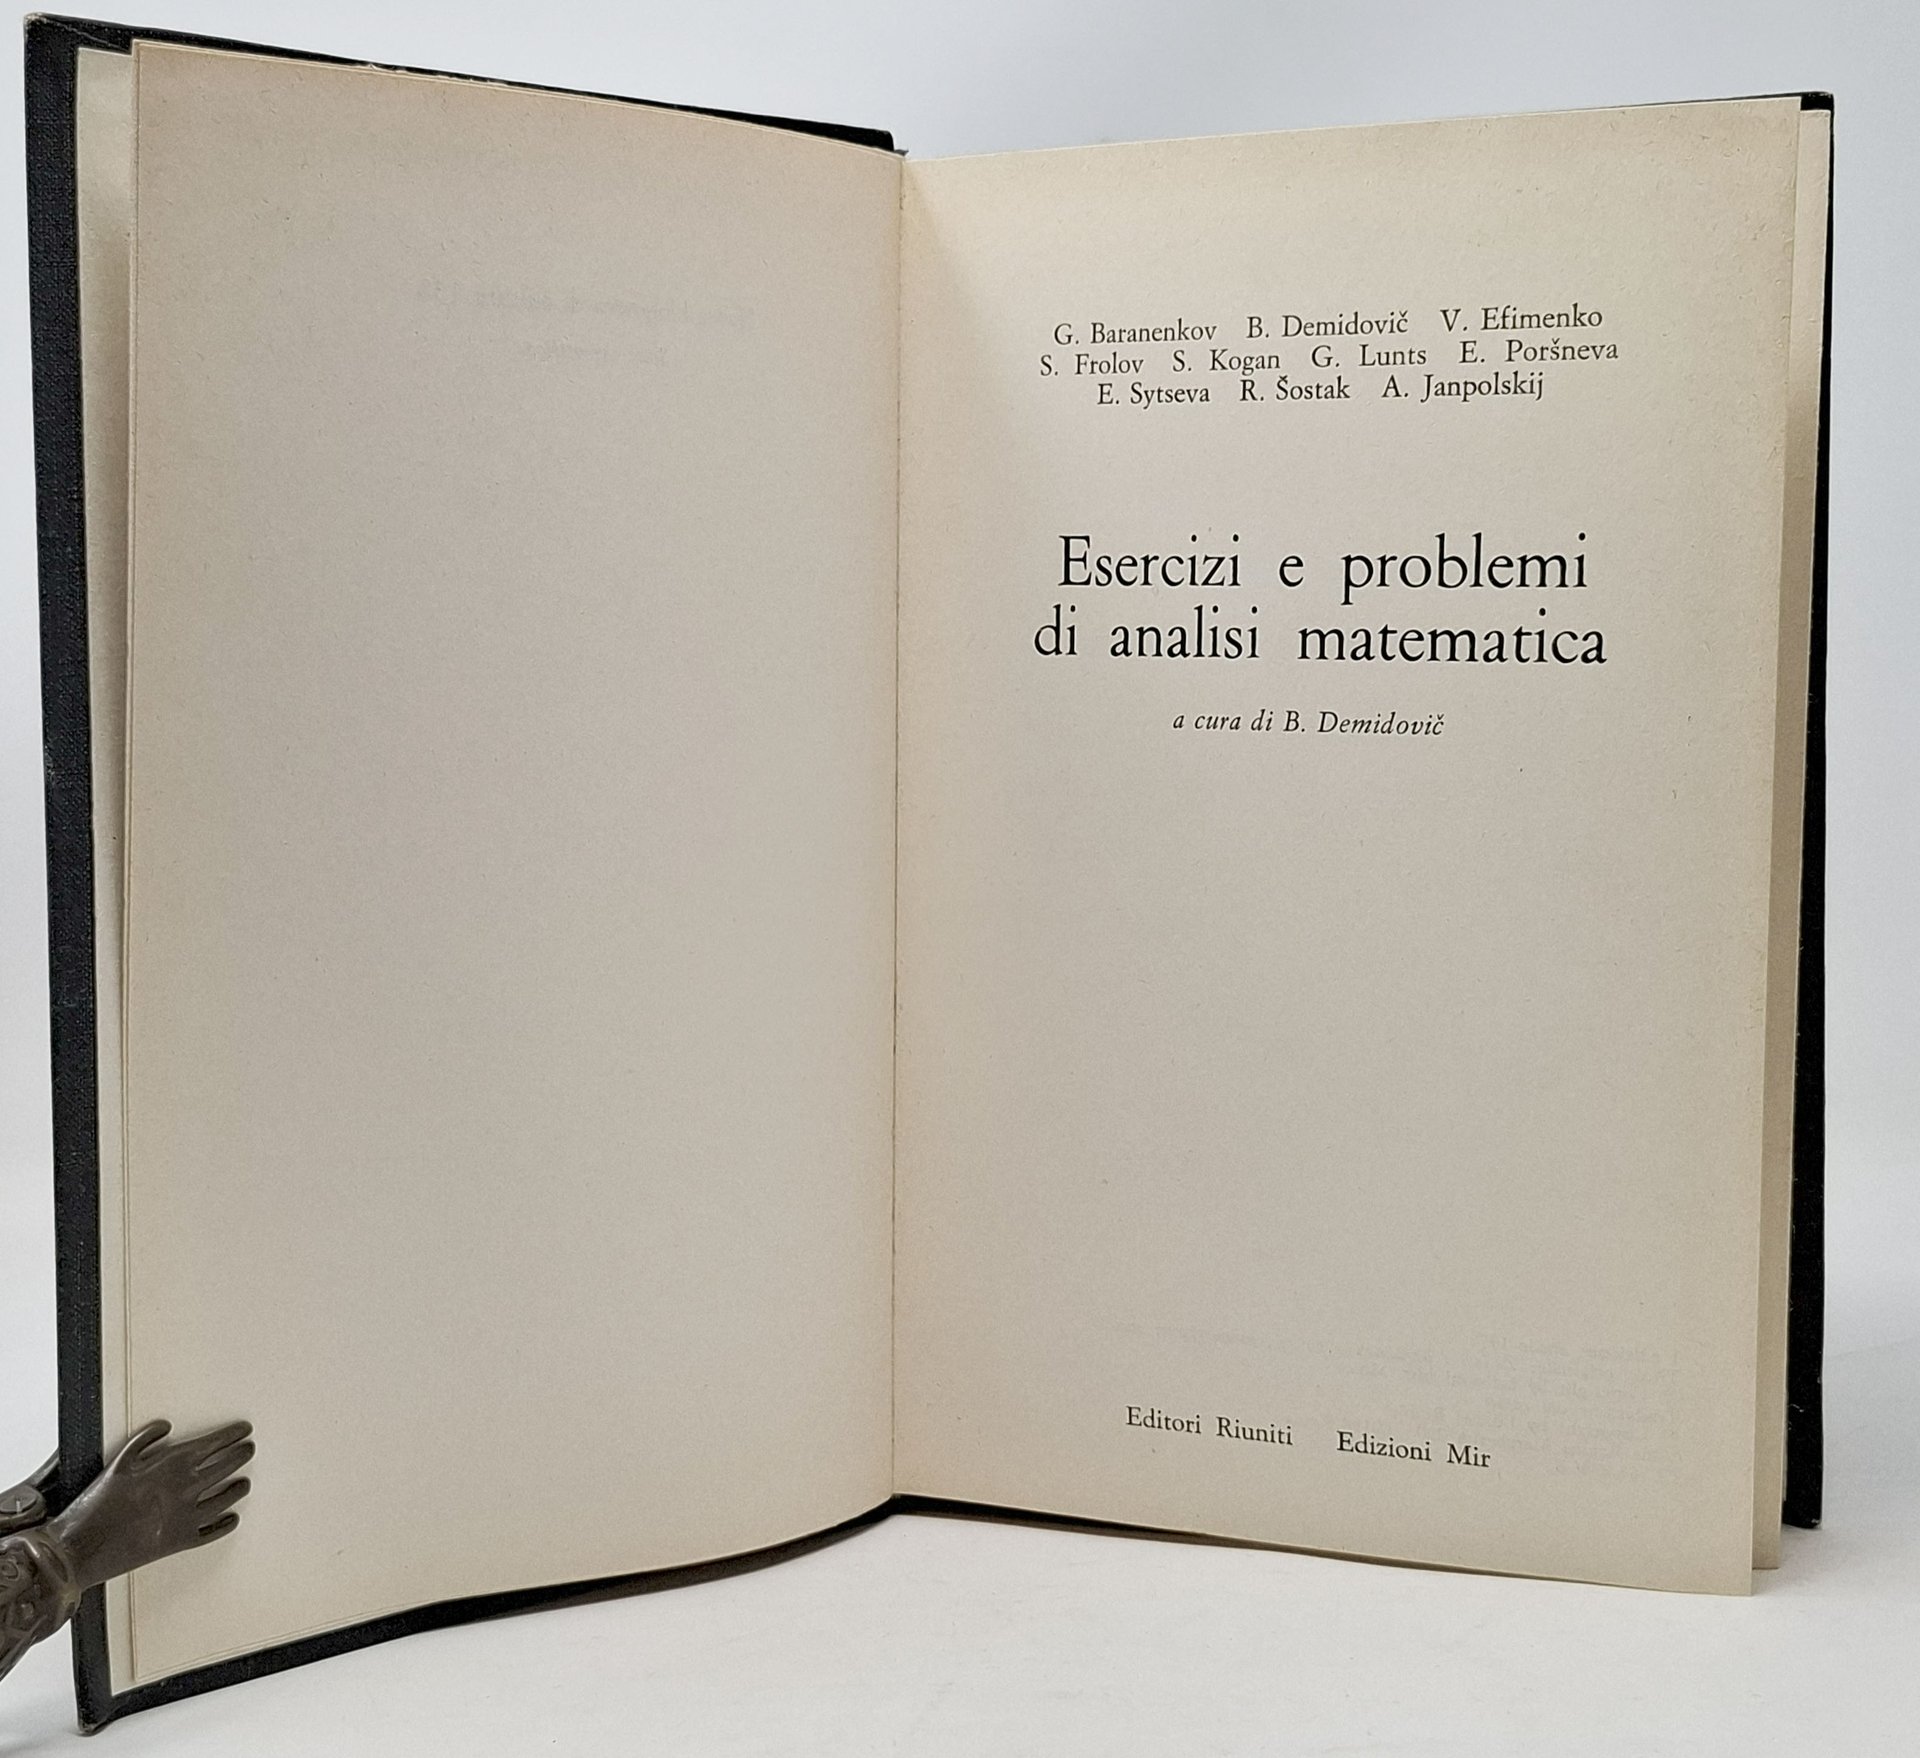 G. Baranenkov B. Demidovič V. Efimenko
S. Frolov S. Kogan G. Lunts E. Poršneva
E. Sytseva R. Šostak A. Janpolskij
Esercizi e problemi
di analisi matematica
a cura di B. Demidovič
Editori Riuniti Edizioni Mir